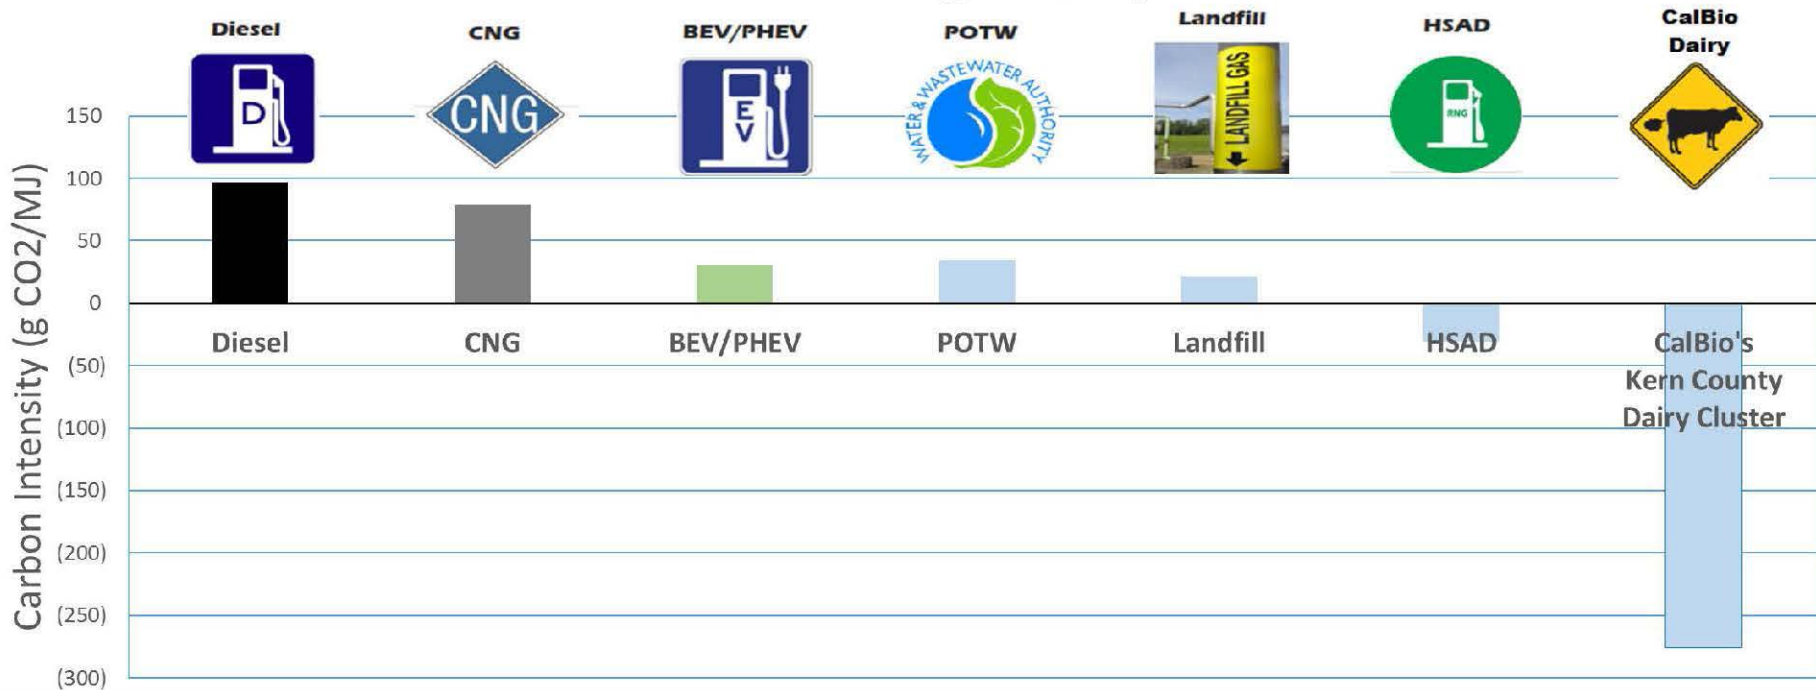 Diesel
CNG
BEV/PHEV
POTW
Landfill
HSAD
CalBio
Dairy
D
CNG
EV
WATER & WASTEWATER AUTHORITY
LANDFILL GAS
RNG
Carbon Intensity (g CO2/MJ)
150
100
50
0
(50)
(100)
(150)
(200)
(250)
(300)
Diesel
CNG
BEV/PHEV
POTW
Landfill
HSAD
CalBio's
Kern County
Dairy Cluster